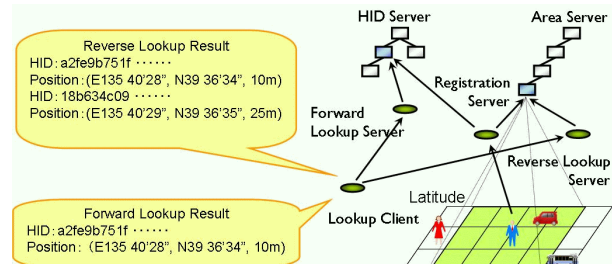 Reverse Lookup Result
HID：a2fe9b751f ······
Position：(E135 40’28”, N39 36’34”, 10m)
HID：18b634c09 ······
Position：(E135 40’29”, N39 36’35”, 25m)
HID Server
Area Server
Registration
Server
Forward
Lookup Server
Reverse Lookup
Server
Lookup Client
Latitude
Forward Lookup Result
HID：a2fe9b751f ······
Position： (E135 40’28”, N39 36’34”, 10m)